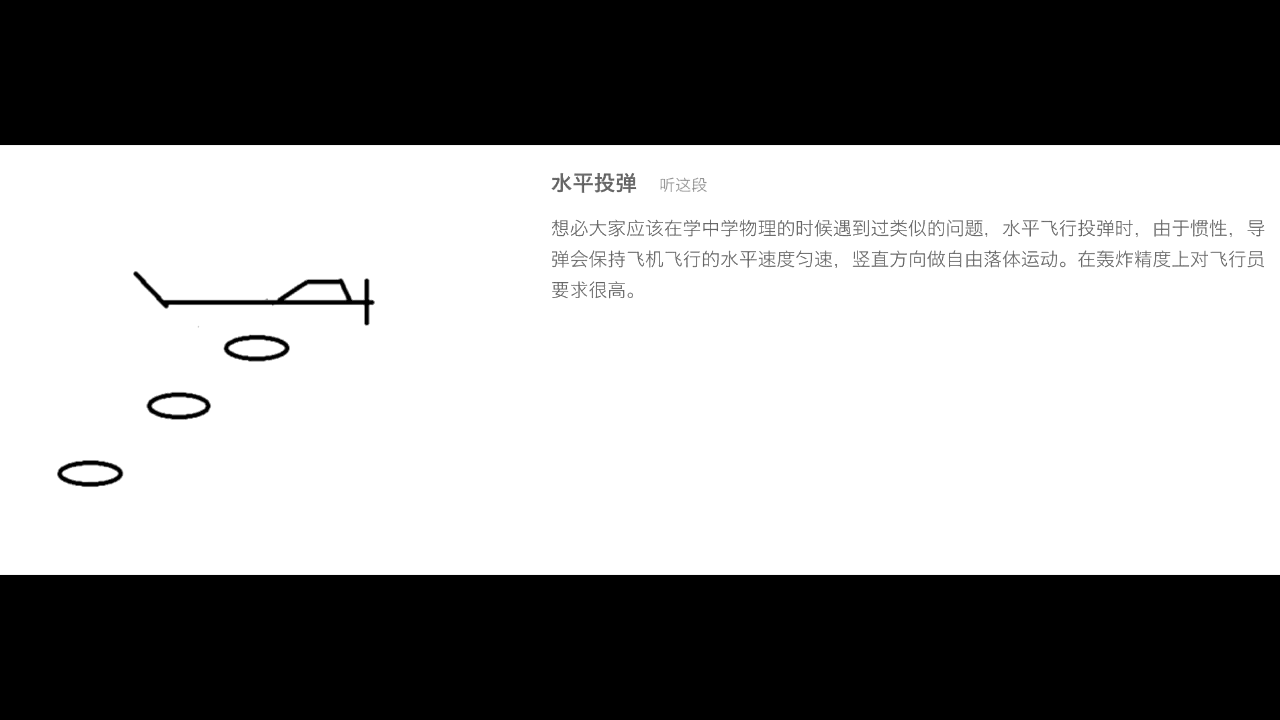 水平投弹 听这段
想必大家应该在学中学物理的时候遇到过类似的问题，水平飞行投弹时，由于惯性，导
弹会保持飞机飞行的水平速度匀速，竖直方向做自由落体运动。在轰炸精度上对飞行员
要求很高。